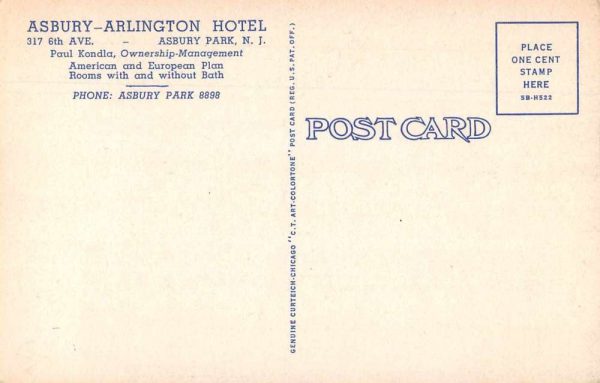 ASBURY-ARLINGTON HOTEL
317 6th AVE. - ASBURY PARK, N. J.
Paul Kondla, Ownership-Management
American and European Plan
Rooms with and without Bath
PHONE: ASBURY PARK 8898
GENUINE CURTEICH-CHICAGO "C.T. ART-COLORTONE" POST CARD (REG. U.S. PAT. OFF.)
POST CARD
PLACE
ONE CENT
STAMP
HERE
5B-H522